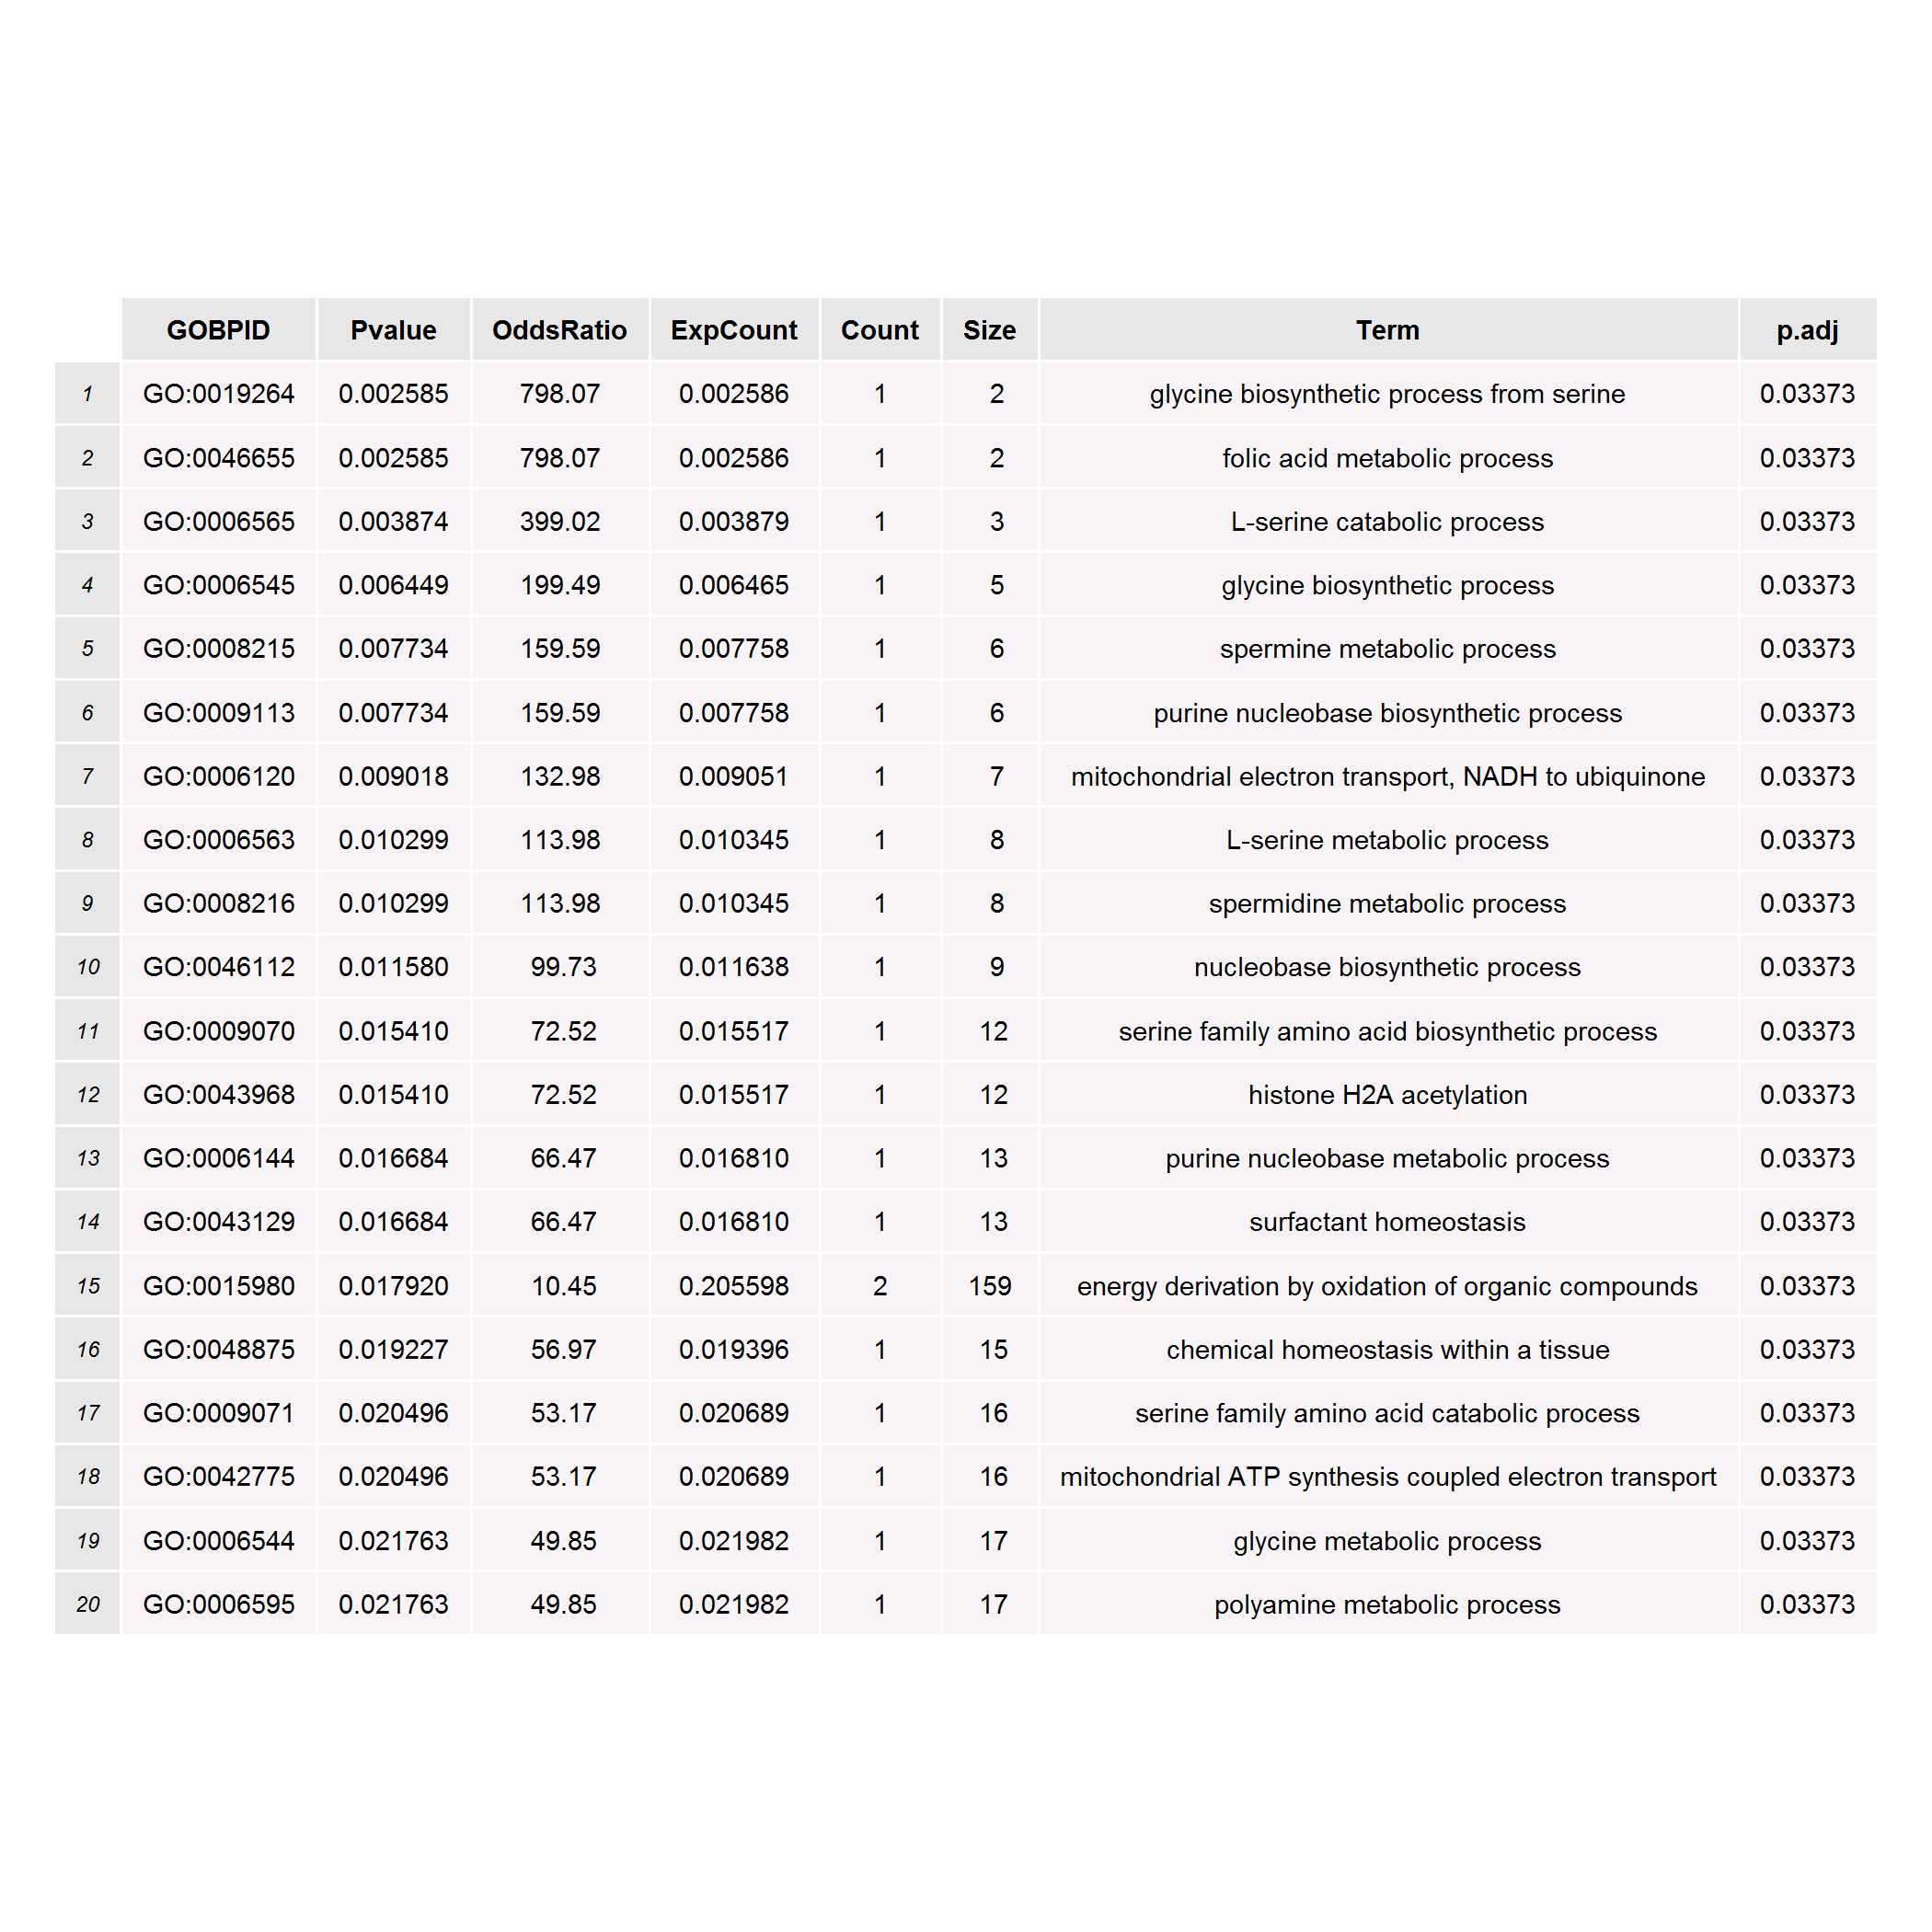 GOBPID Pvalue OddsRatio ExpCount Count Size Term p.adj
1 GO:0019264 0.002585 798.07 0.002586 1 2 glycine biosynthetic process from serine 0.03373
2 GO:0046655 0.002585 798.07 0.002586 1 2 folic acid metabolic process 0.03373
3 GO:0006565 0.003874 399.02 0.003879 1 3 L-serine catabolic process 0.03373
4 GO:0006545 0.006449 199.49 0.006465 1 5 glycine biosynthetic process 0.03373
5 GO:0008215 0.007734 159.59 0.007758 1 6 spermine metabolic process 0.03373
6 GO:0009113 0.007734 159.59 0.007758 1 6 purine nucleobase biosynthetic process 0.03373
7 GO:0006120 0.009018 132.98 0.009051 1 7 mitochondrial electron transport, NADH to ubiquinone 0.03373
8 GO:0006563 0.010299 113.98 0.010345 1 8 L-serine metabolic process 0.03373
9 GO:0008216 0.010299 113.98 0.010345 1 8 spermidine metabolic process 0.03373
10 GO:0046112 0.011580 99.73 0.011638 1 9 nucleobase biosynthetic process 0.03373
11 GO:0009070 0.015410 72.52 0.015517 1 12 serine family amino acid biosynthetic process 0.03373
12 GO:0043968 0.015410 72.52 0.015517 1 12 histone H2A acetylation 0.03373
13 GO:0006144 0.016684 66.47 0.016810 1 13 purine nucleobase metabolic process 0.03373
14 GO:0043129 0.016684 66.47 0.016810 1 13 surfactant homeostasis 0.03373
15 GO:0015980 0.017920 10.45 0.205598 2 159 energy derivation by oxidation of organic compounds 0.03373
16 GO:0048875 0.019227 56.97 0.019396 1 15 chemical homeostasis within a tissue 0.03373
17 GO:0009071 0.020496 53.17 0.020689 1 16 serine family amino acid catabolic process 0.03373
18 GO:0042775 0.020496 53.17 0.020689 1 16 mitochondrial ATP synthesis coupled electron transport 0.03373
19 GO:0006544 0.021763 49.85 0.021982 1 17 glycine metabolic process 0.03373
20 GO:0006595 0.021763 49.85 0.021982 1 17 polyamine metabolic process 0.03373